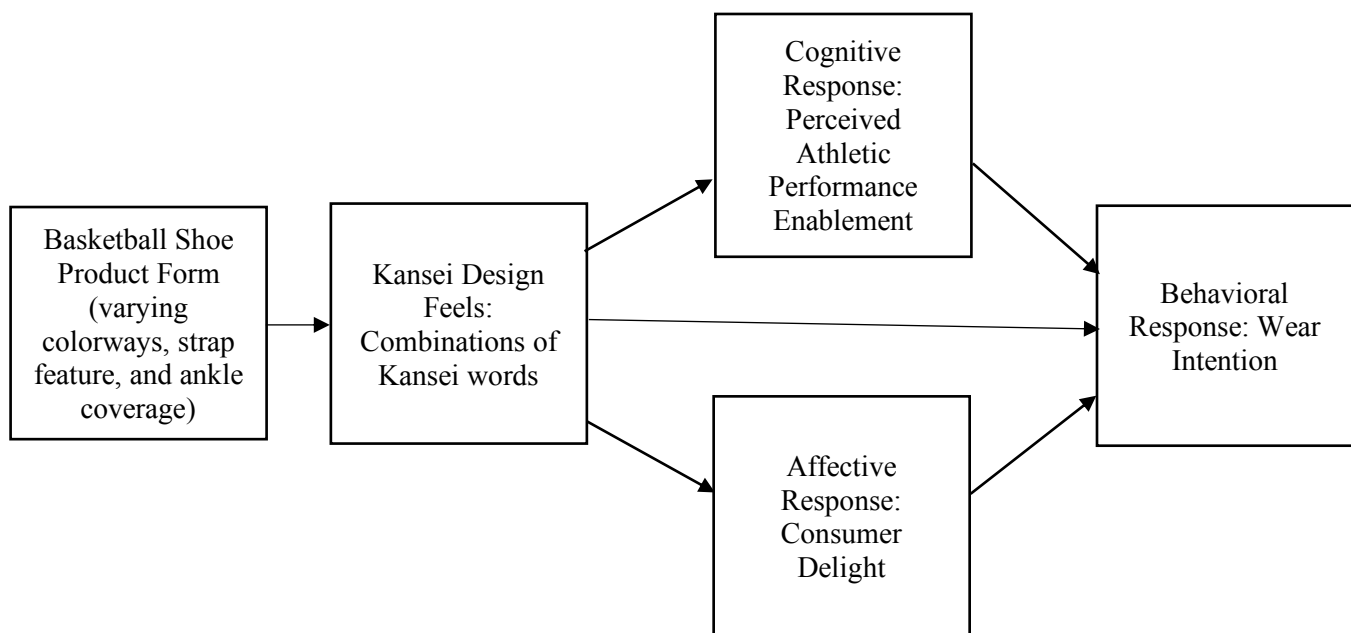 Basketball Shoe
Product Form
(varying
colorways, strap
feature, and ankle
coverage)
Kansei Design
Feels:
Combinations of
Kansei words
Cognitive
Response:
Perceived
Athletic
Performance
Enablement
Affective
Response:
Consumer
Delight
Behavioral
Response: Wear
Intention